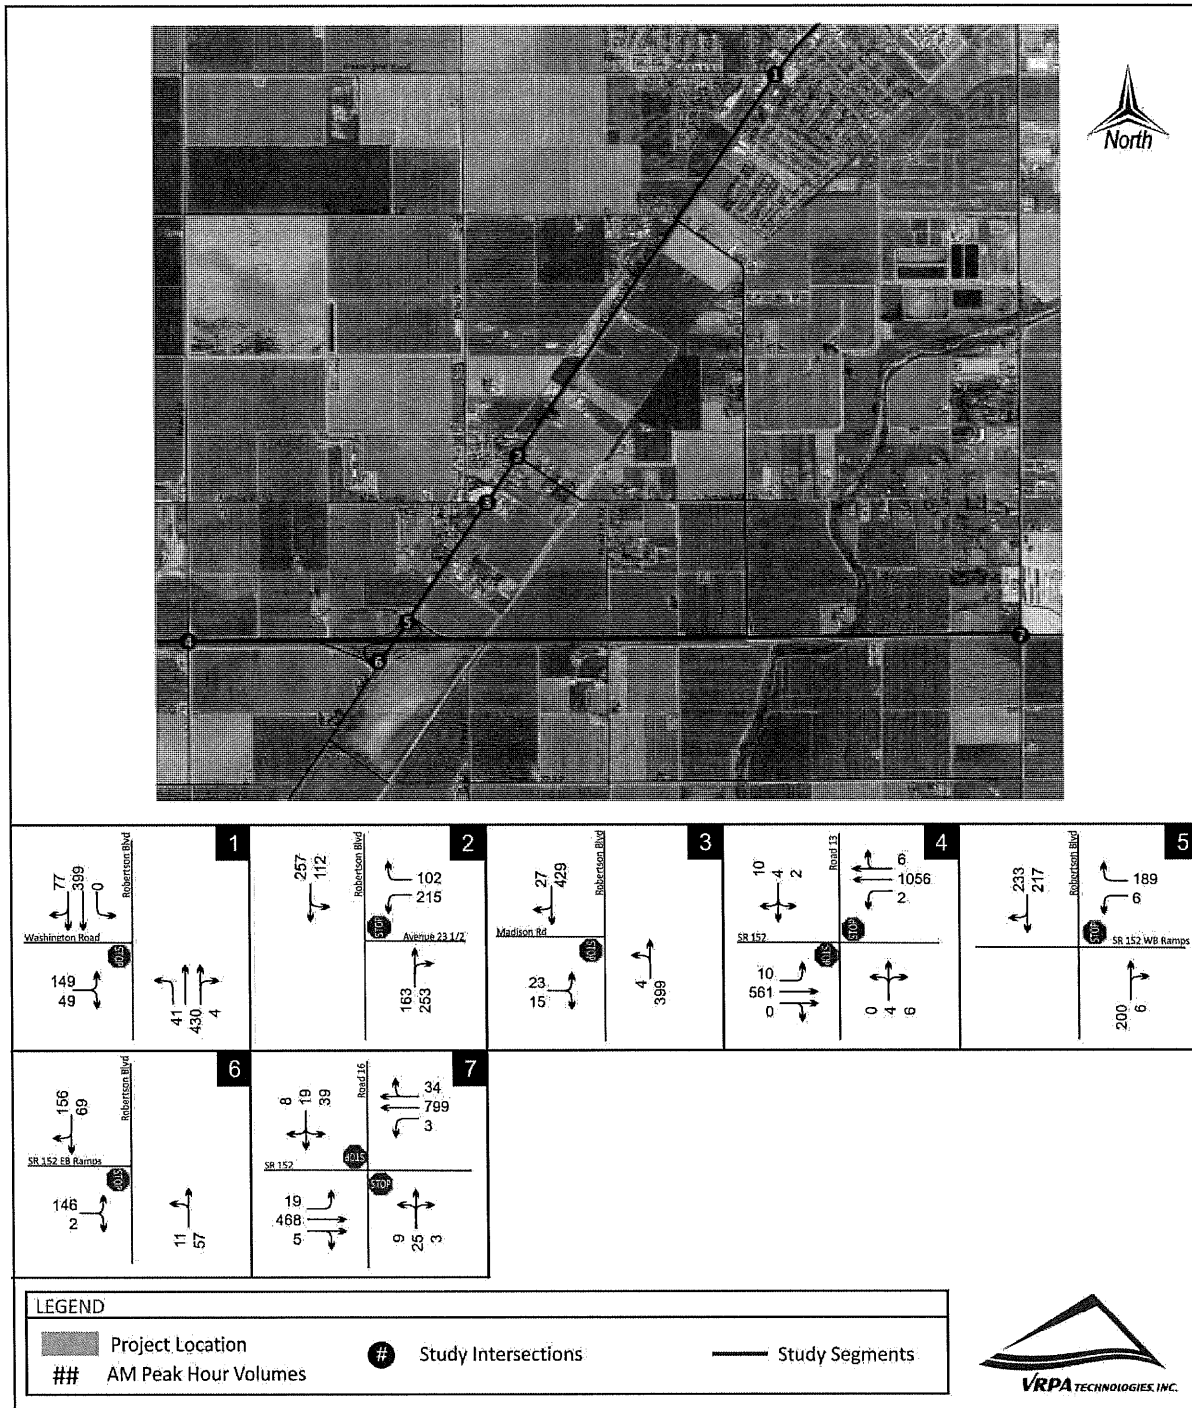 North
1
2
3
4
5
6
7
1
Robertson Blvd
77
399
0
Washington Road
STOP
149
49
41
430
4
2
Robertson Blvd
257
112
102
215
STOP
Avenue 23 1/2
163
253
3
Robertson Blvd
27
429
Madison Rd
STOP
23
15
4
399
4
Road 13
10
4
2
6
1056
2
STOP
SR 152
STOP
10
561
0
0
4
6
5
Robertson Blvd
233
217
189
6
STOP
SR 152 WB Ramps
200
6
6
Robertson Blvd
156
69
SR 152 EB Ramps
STOP
146
2
11
57
7
Road 16
8
19
39
34
799
3
STOP
SR 152
STOP
19
468
5
9
25
3
LEGEND
Project Location
# Study Intersections
Study Segments
## AM Peak Hour Volumes
VRPA TECHNOLOGIES, INC.